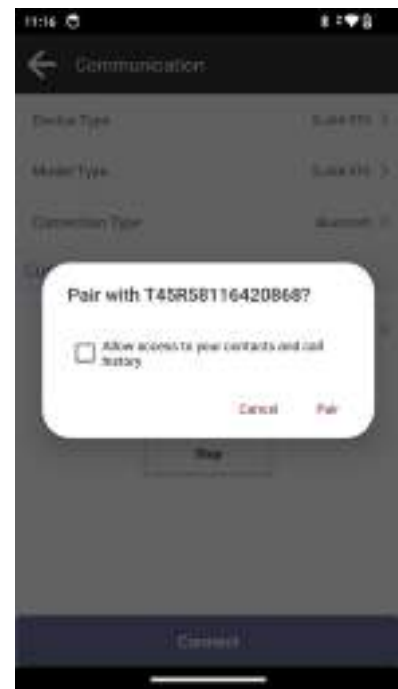 11:16
Communication
Device Type
Model Type
Connection Type
Pair with T45R58116420868?
Allow access to your contacts and call
history
Cancel Pair
Stop
Connect